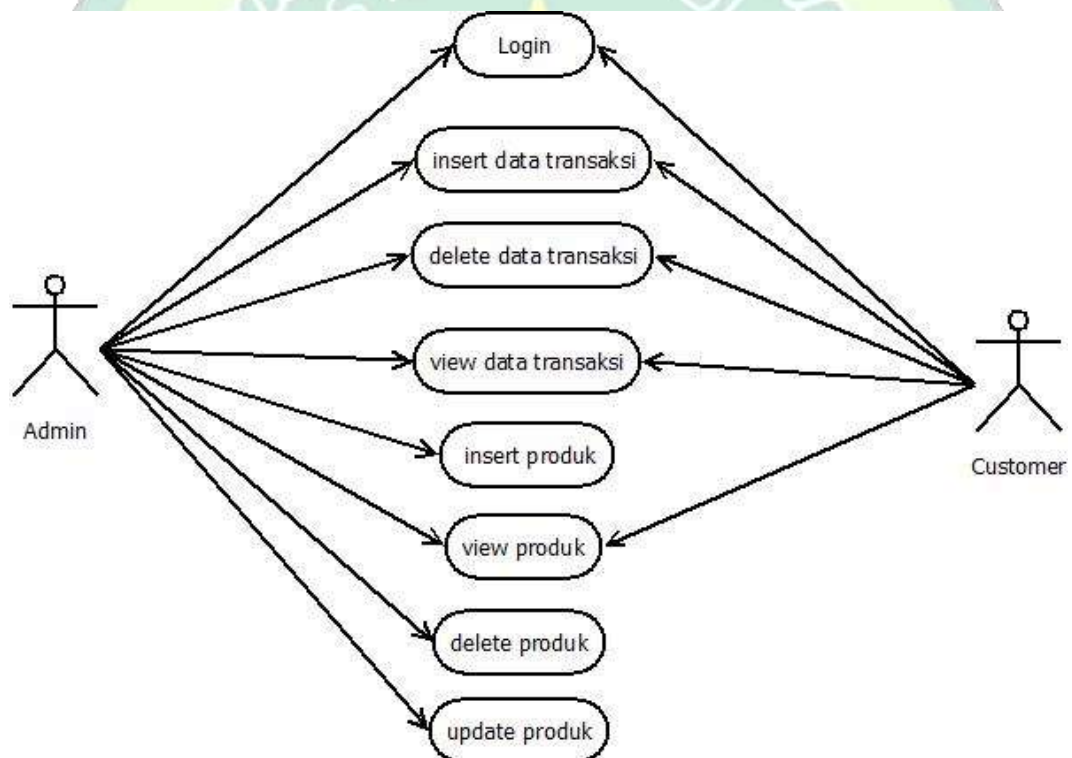 Login
insert data transaksi
delete data transaksi
view data transaksi
Admin
insert produk
Customer
view produk
delete produk
update produk